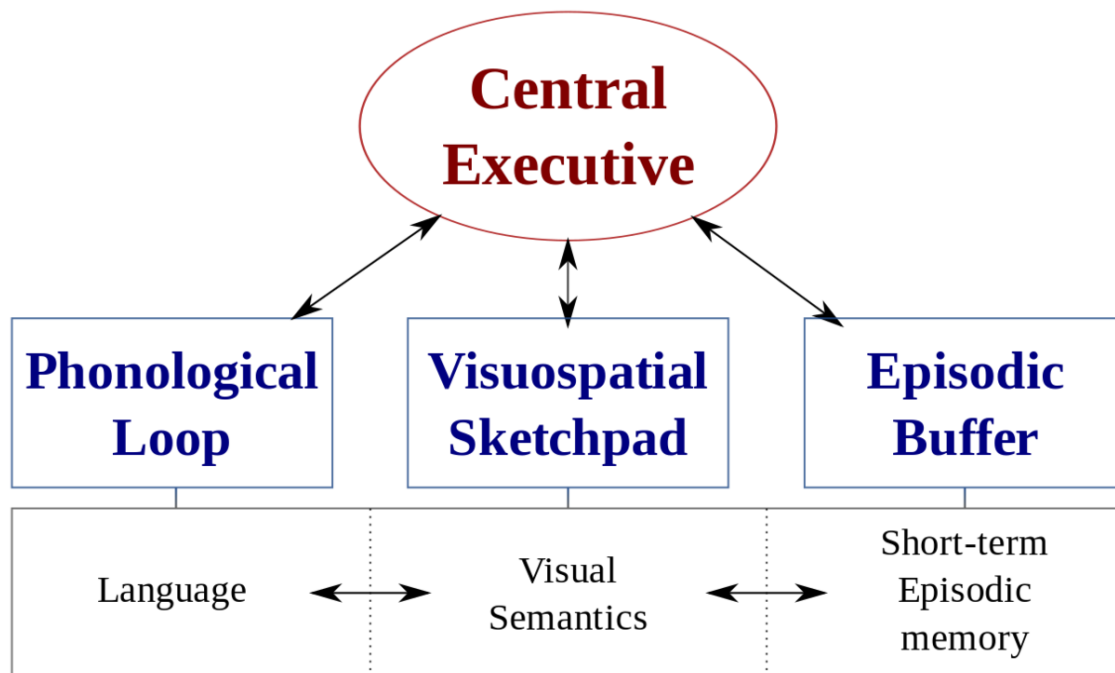 Central
Executive
Phonological
Loop
Visuospatial
Sketchpad
Episodic
Buffer
Language
Visual
Semantics
Short-term
Episodic
memory